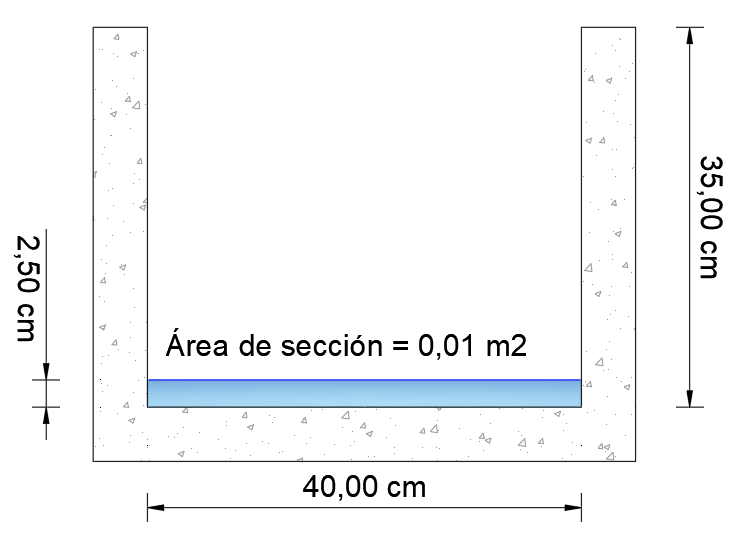 35,00 cm
2,50 cm
Área de sección = 0,01 m2
40,00 cm